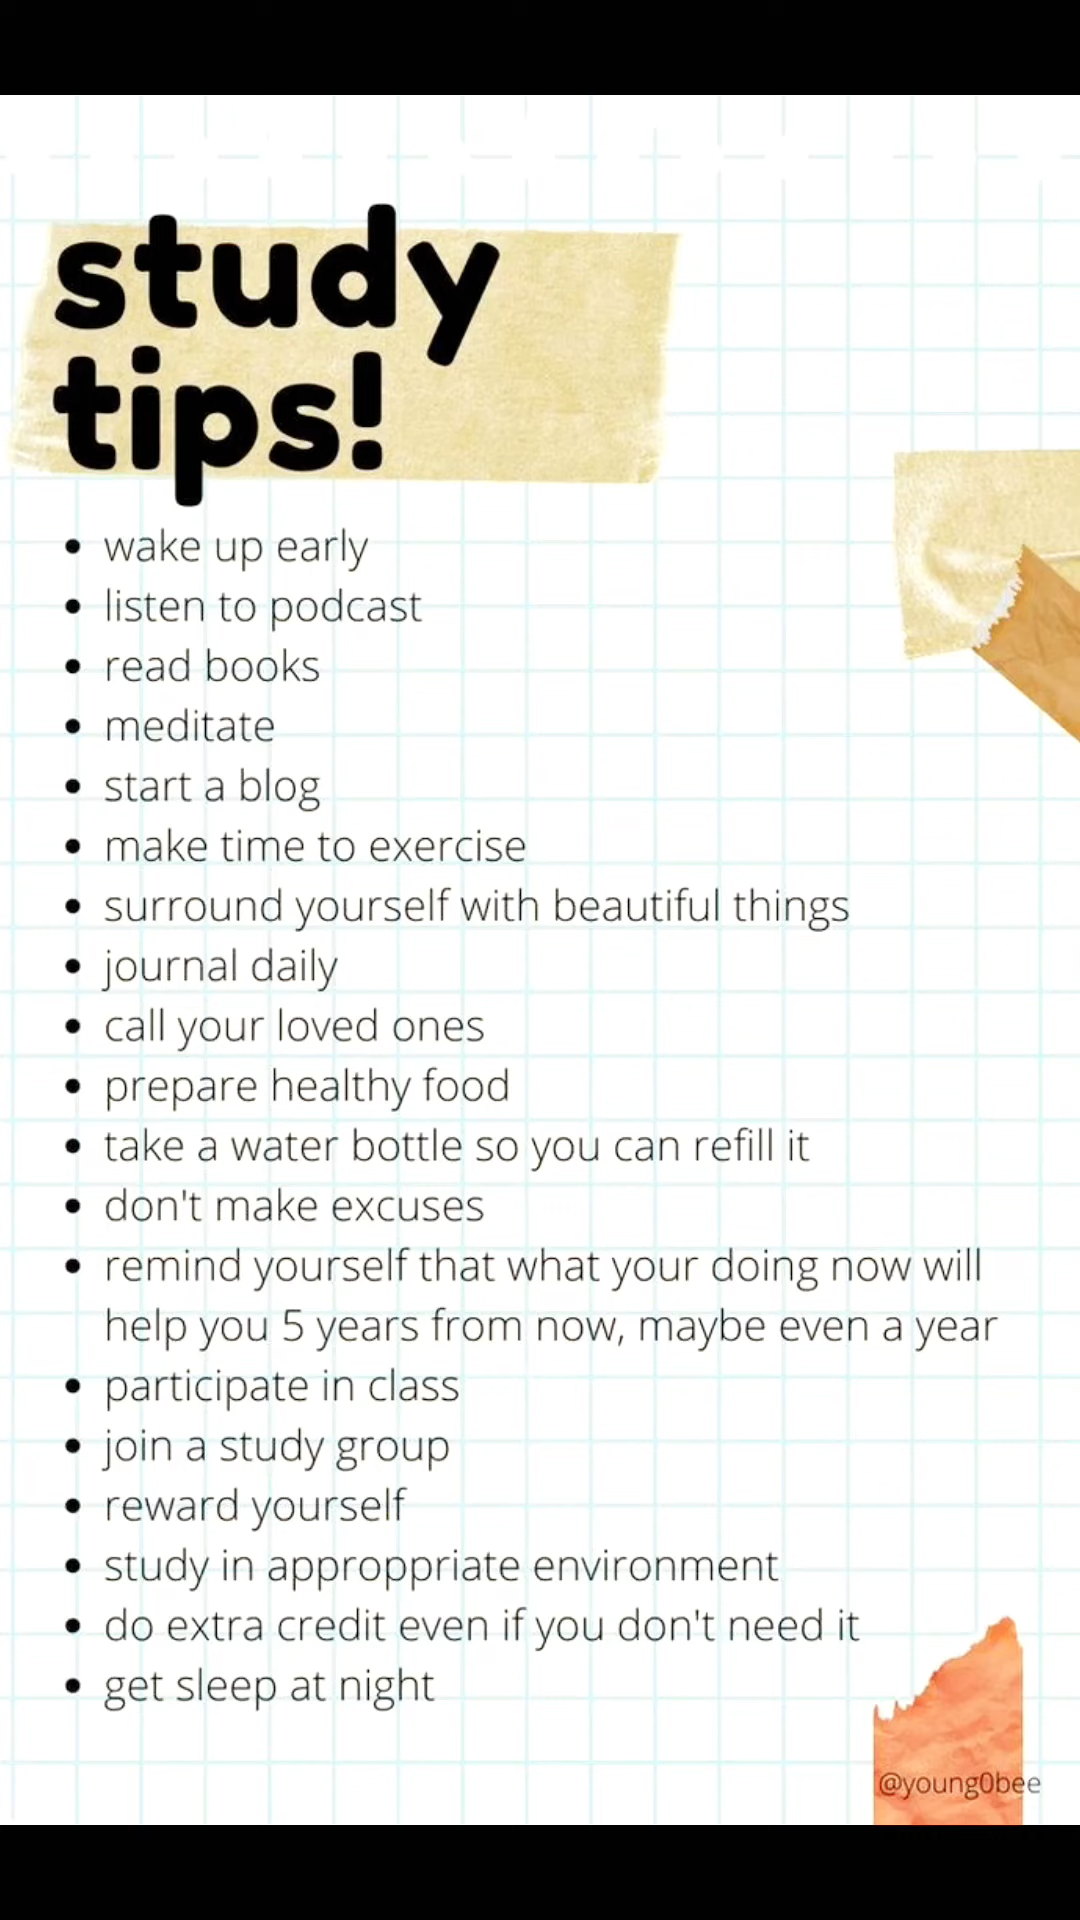 study
tips!
• wake up early
• listen to podcast
• read books
• meditate
• start a blog
• make time to exercise
• surround yourself with beautiful things
• journal daily
• call your loved ones
• prepare healthy food
• take a water bottle so you can refill it
• don't make excuses
• remind yourself that what your doing now will
help you 5 years from now, maybe even a year
• participate in class
• join a study group
• reward yourself
• study in approppriate environment
• do extra credit even if you don't need it
• get sleep at night
@young0bee